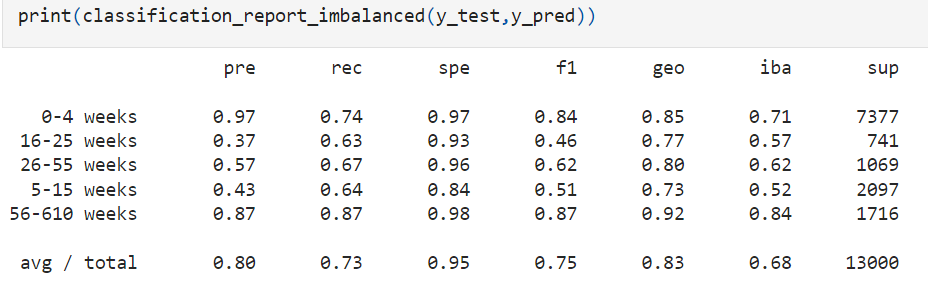 print(classification_report_imbalanced(y_test,y_pred))
pre rec spe f1 geo iba sup
0-4 weeks 0.97 0.74 0.97 0.84 0.85 0.71 7377
16-25 weeks 0.37 0.63 0.93 0.46 0.77 0.57 741
26-55 weeks 0.57 0.67 0.96 0.62 0.80 0.62 1069
5-15 weeks 0.43 0.64 0.84 0.51 0.73 0.52 2097
56-610 weeks 0.87 0.87 0.98 0.87 0.92 0.84 1716
avg / total 0.80 0.73 0.95 0.75 0.83 0.68 13000